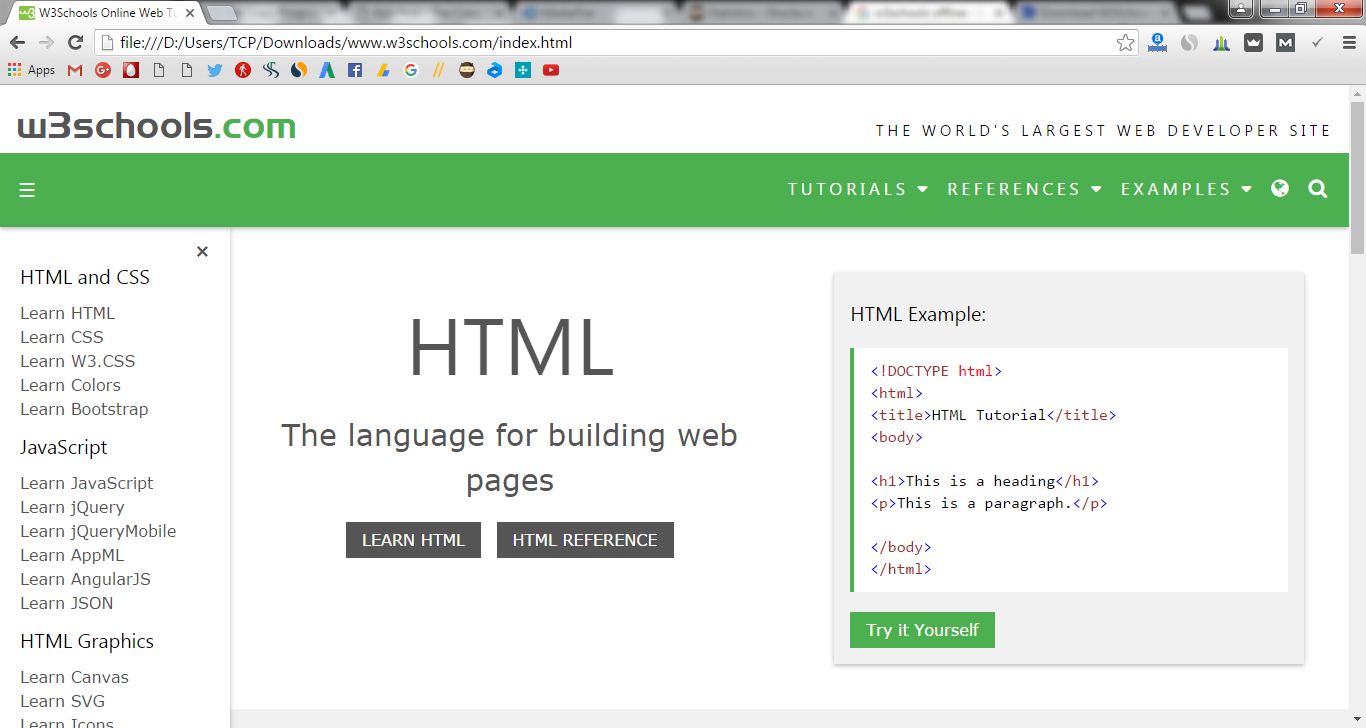 W3Schools Online Web Tu
file:///D:/Users/TCP/Downloads/www.w3schools.com/index.html
Apps
w3schools.com
THE WORLD'S LARGEST WEB DEVELOPER SITE
TUTORIALS REFERENCES EXAMPLES
HTML and CSS
Learn HTML
Learn CSS
Learn W3.CSS
Learn Colors
Learn Bootstrap
JavaScript
Learn JavaScript
Learn jQuery
Learn jQueryMobile
Learn AppML
Learn AngularJS
Learn JSON
HTML Graphics
Learn Canvas
Learn SVG
Learn Icons
HTML
The language for building web
pages
LEARN HTML HTML REFERENCE
HTML Example:
<!DOCTYPE html>
<html>
<title>HTML Tutorial</title>
<body>
<h1>This is a heading</h1>
<p>This is a paragraph.</p>
</body>
</html>
Try it Yourself